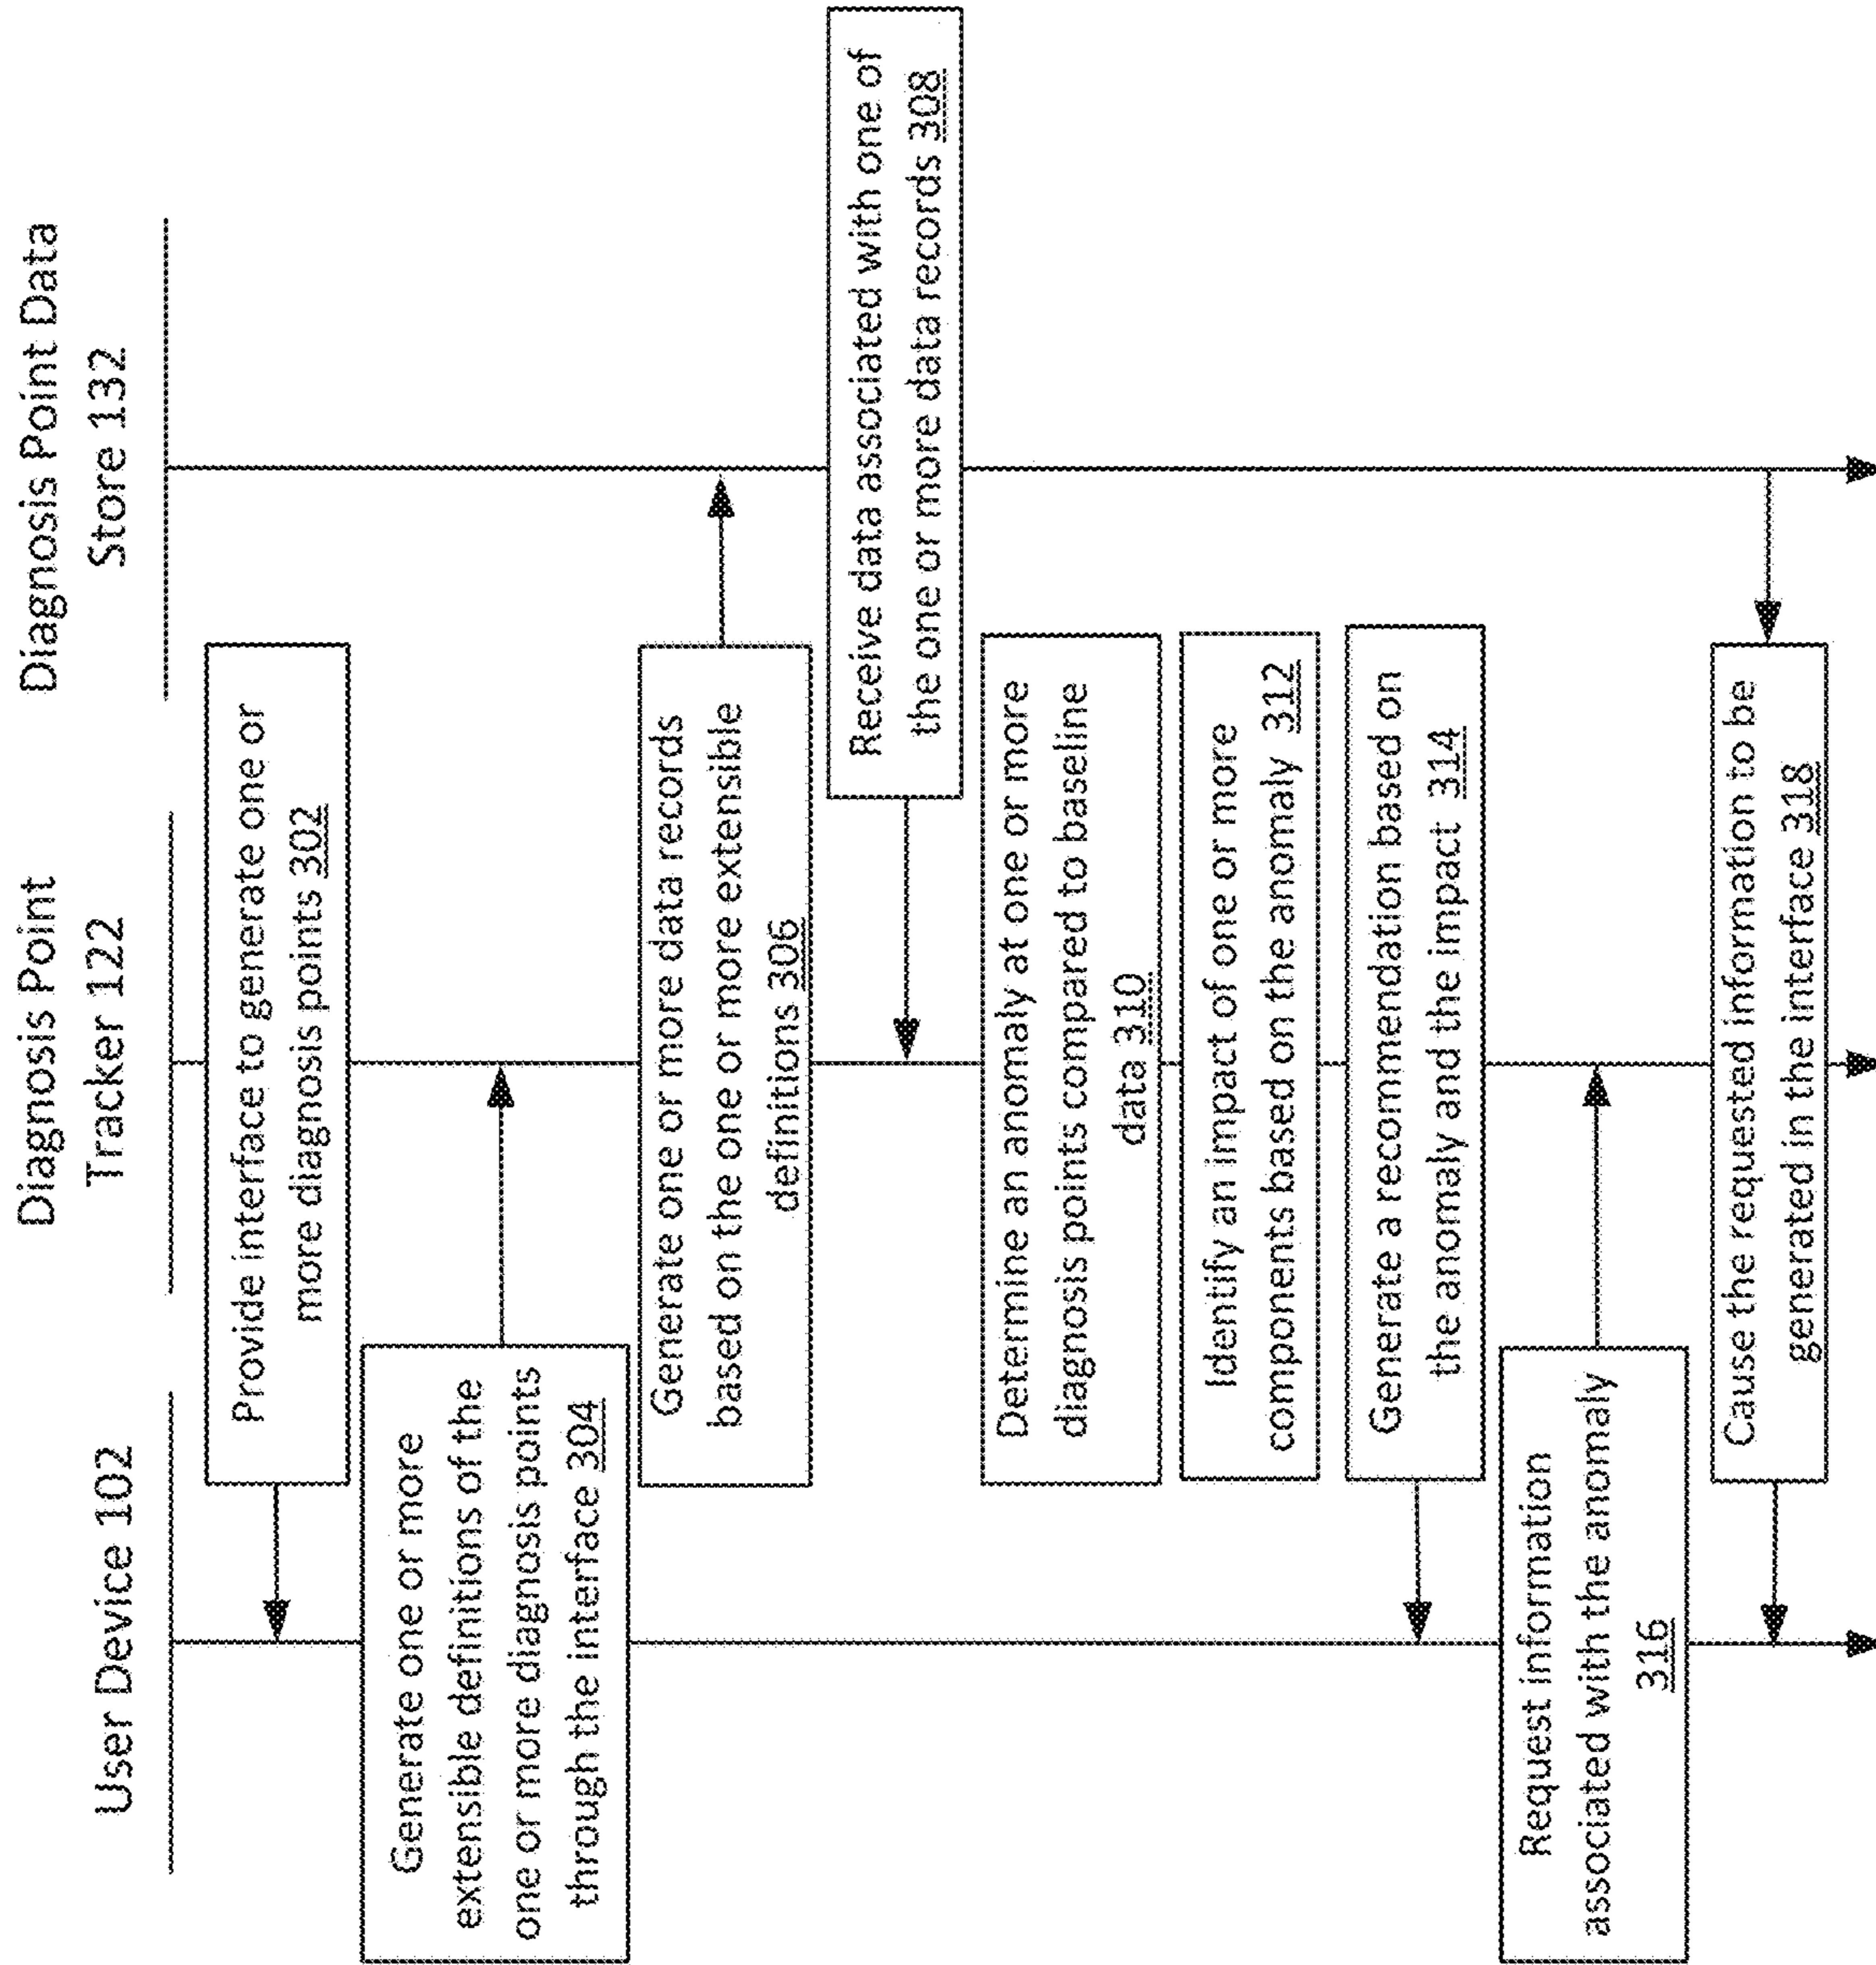 User Device 102
Diagnosis Point
Tracker 122
Diagnosis Point Data
Store 132
Provide interface to generate one or
more diagnosis points 302
Generate one or more
extensible definitions of the
one or more diagnosis points
through the interface 304
Generate one or more data records
based on the one or more extensible
definitions 306
Receive data associated with one of
the one or more data records 308
Determine an anomaly at one or more
diagnosis points compared to baseline
data 310
Identify an impact of one or more
components based on the anomaly 312
Generate a recommendation based on
the anomaly and the impact 314
Request information
associated with the anomaly
316
Cause the requested information to be
generated in the interface 318